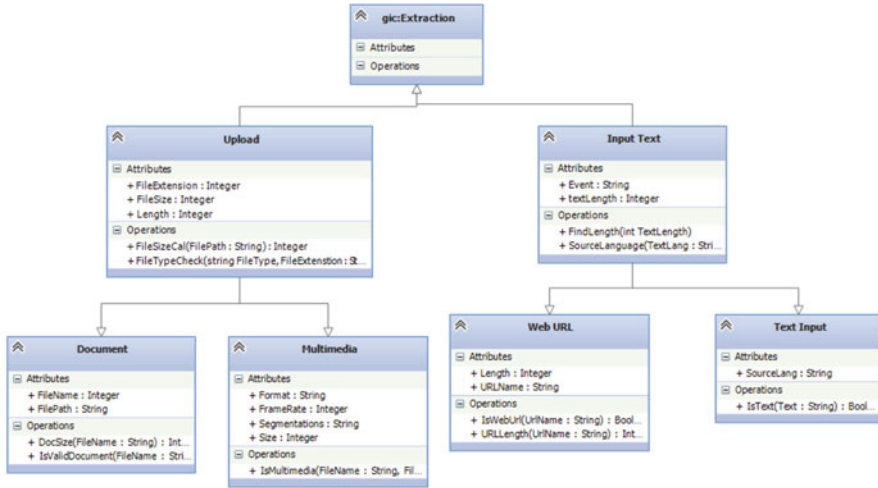 gic:Extraction
Attributes
Operations
Upload
Attributes
+ FileExtension : Integer
+ FileSize : Integer
+ Length : Integer
Operations
+ FileSizeCal(FilePath : String) : Integer
+ FileTypeCheck(string FileType, FileExtenstion : St...
Input Text
Attributes
+ Event : String
+ textLength : Integer
Operations
+ FindLength(int TextLength)
+ SourceLanguage(TextLang : Stri...
Document
Attributes
+ FileName : Integer
+ FilePath : String
Operations
+ DocSize(FileName : String) : Int...
+ IsValidDocument(FileName : Stri...
Multimedia
Attributes
+ Format : String
+ FrameRate : Integer
+ Segmentations : String
+ Size : Integer
Operations
+ IsMultimedia(FileName : String, Fil...
Web URL
Attributes
+ Length : Integer
+ URLName : String
Operations
+ IsWebUrl(UrlName : String) : Bool...
+ URLLength(UrlName : String) : Int...
Text Input
Attributes
+ SourceLang : String
Operations
+ IsText(Text : String) : Bool...